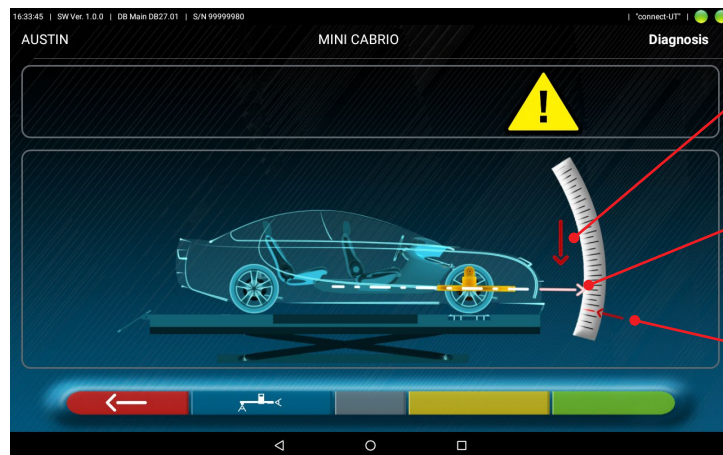 16:33:45 | SW Ver. 1.0.0 | DB Main DB27.01 | S/N 99999980 | "connect-UT" |
AUSTIN MINI CABRIO Diagnosis
!